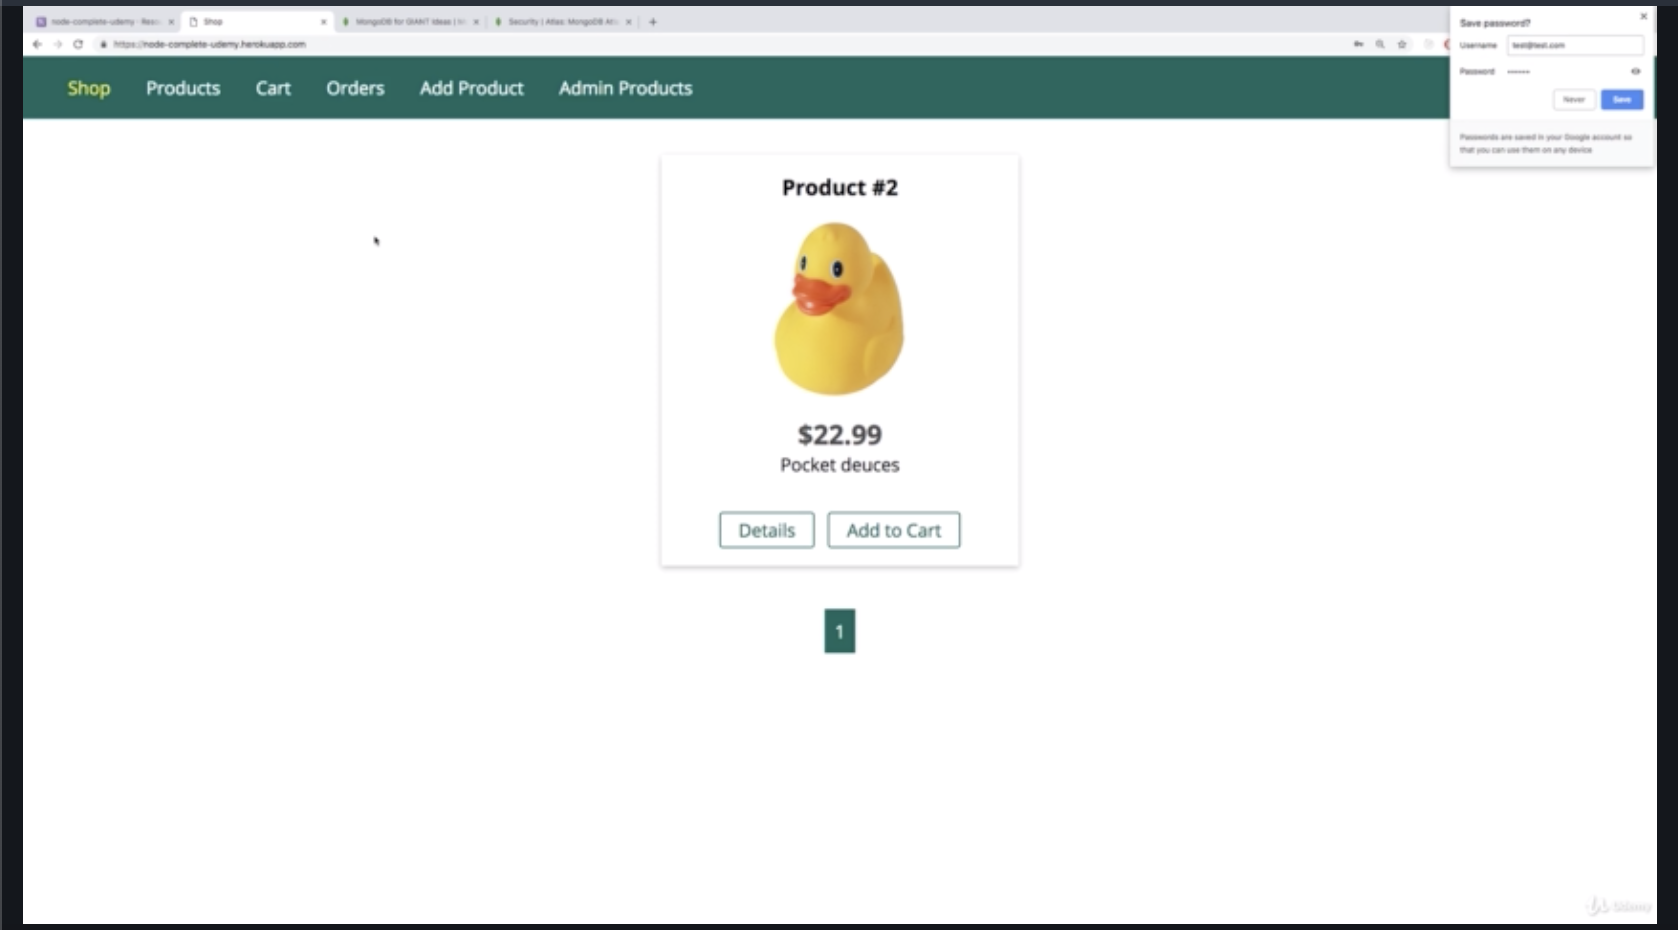 node-complete-udemy · Reso
Shop
MongoDB for GIANT Ideas |
Security | Atlas: MongoDB Atl
https://node-complete-udemy.herokuapp.com
Save password?
Username test@test.com
Password
Never Save
Passwords are saved in your Google account so
that you can use them on any device
Shop Products Cart Orders Add Product Admin Products
Product #2
$22.99
Pocket deuces
Details Add to Cart
1
Udemy